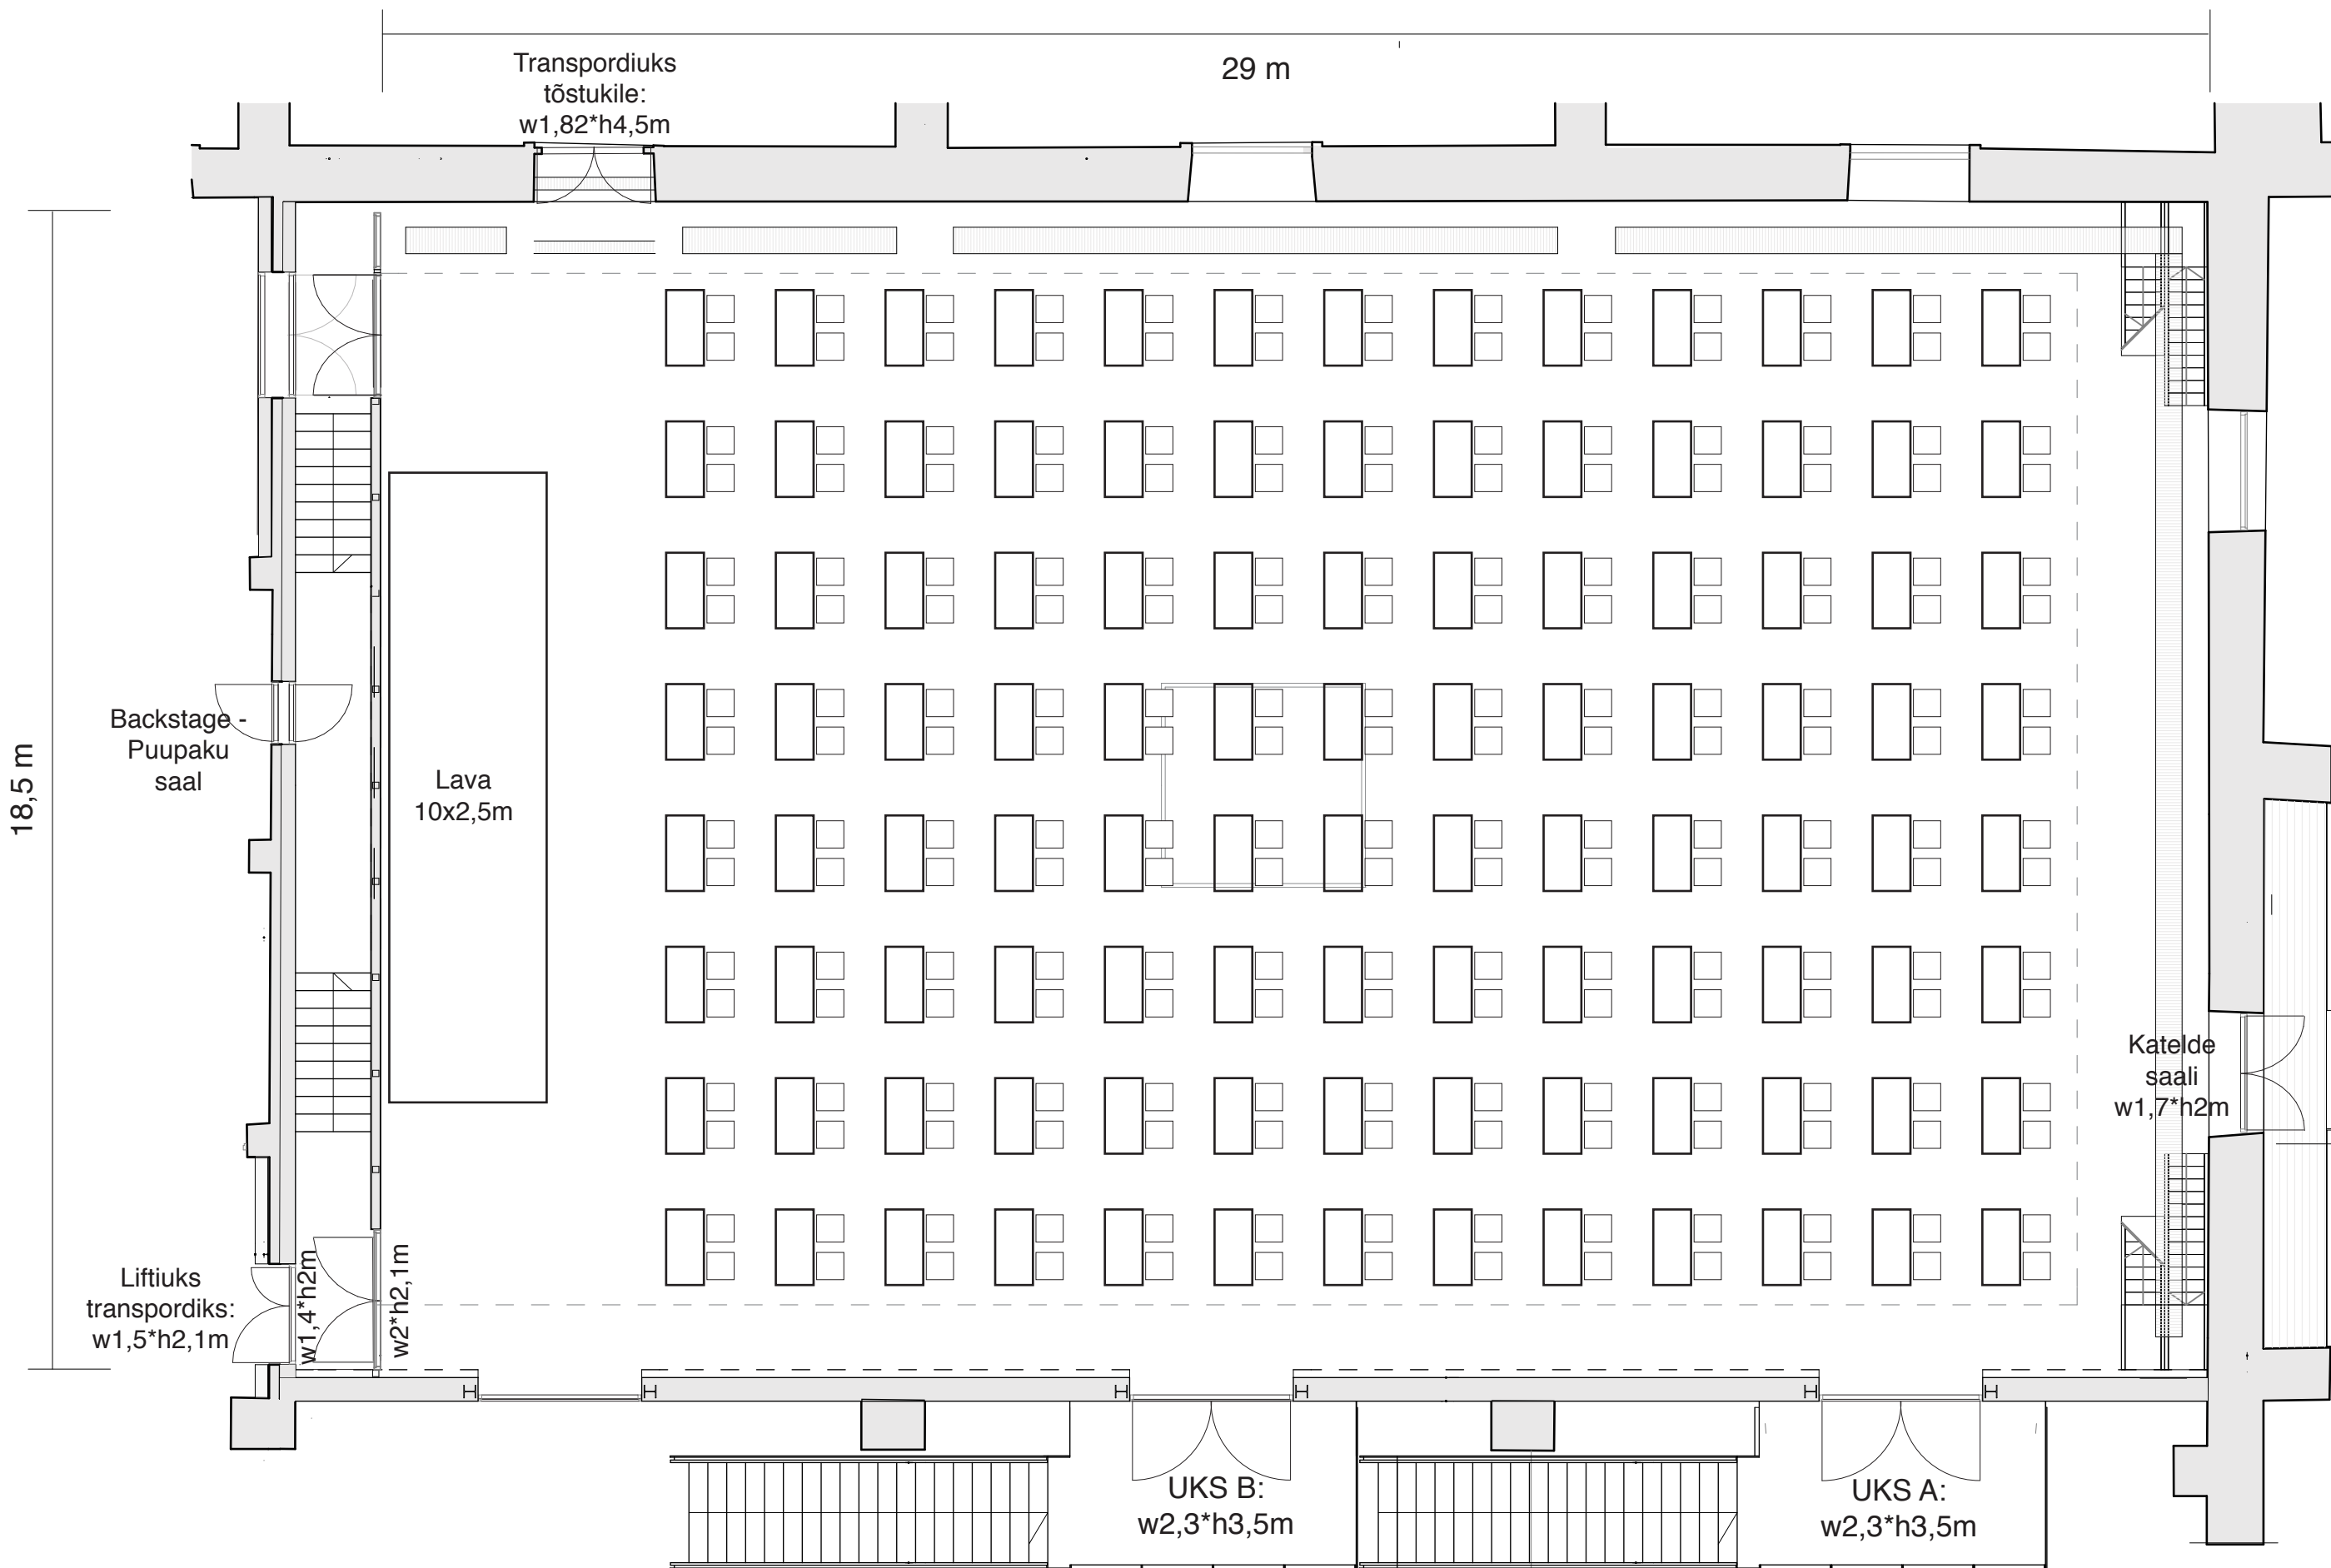 Transpordiuks
tõstukile:
w1,82*h4,5m
29 m
18,5 m
Backstage -
Puupaku
saal
Lava
10x2,5m
Katelde
saali
w1,7*h2m
Liftiuks
transpordiks:
w1,5*h2,1m
w1,4*h2m
w2*h2,1m
UKS B:
w2,3*h3,5m
UKS A:
w2,3*h3,5m